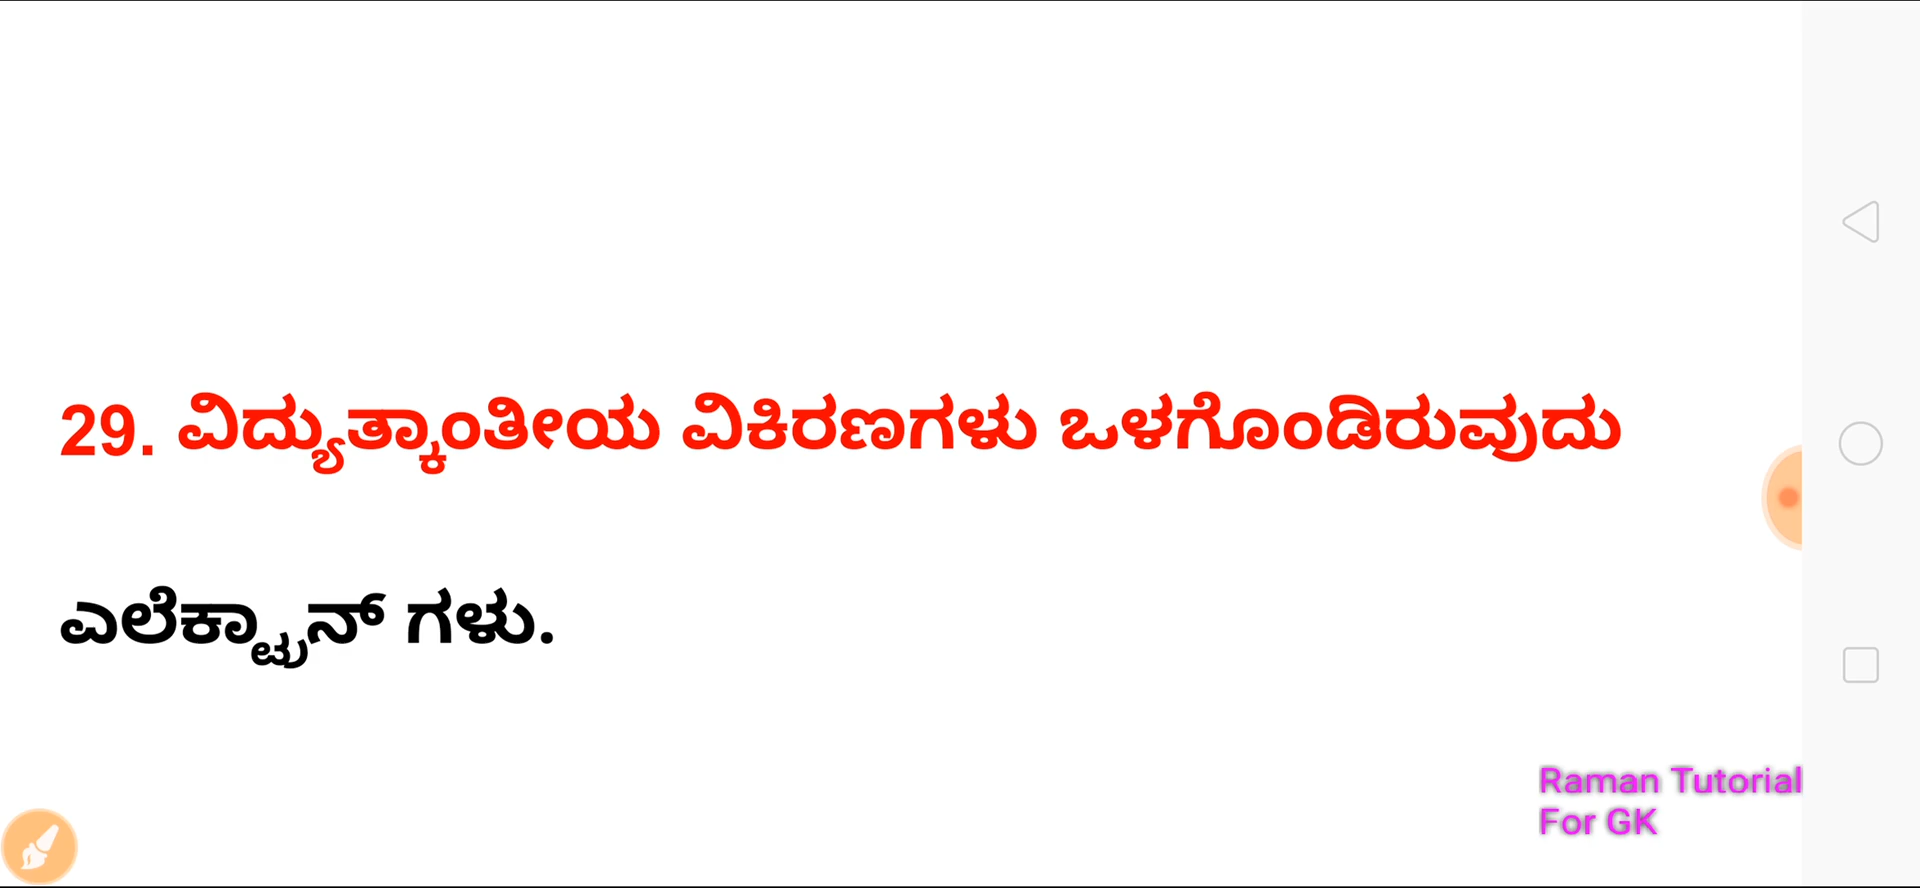 29. ವಿದ್ಯುತ್ಕಾಂತೀಯ ವಿಕಿರಣಗಳು ಒಳಗೊಂಡಿರುವುದು
ಎಲೆಕ್ಟ್ರಾನ್ ಗಳು.
Raman Tutorial
For GK